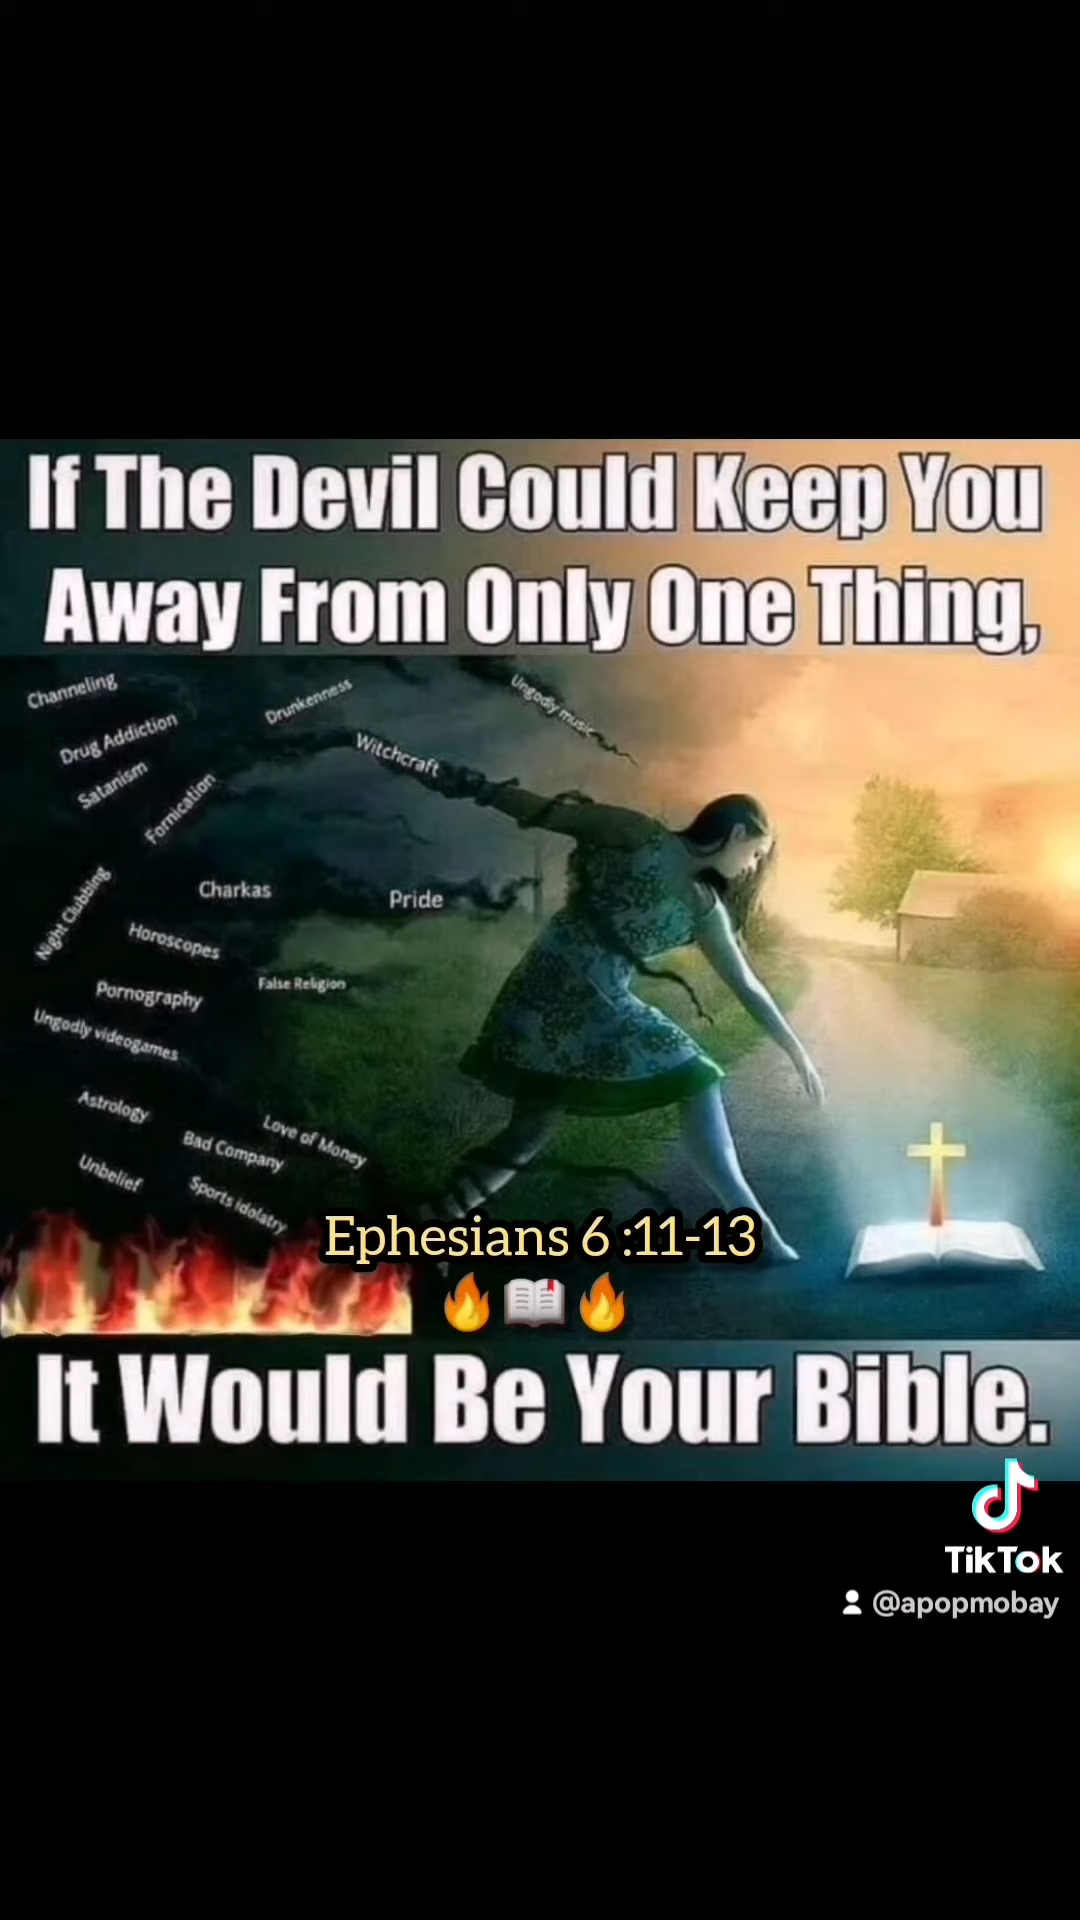 If The Devil Could Keep You
Away From Only One Thing,
Channeling
Drunkenness
Ungodly music
Drug Addiction
Witchcraft
Satanism
Fornication
Night Clubbing
Charkas
Pride
Horoscopes
False Religion
Pornography
Ungodly videogames
Astrology
Love of Money
Bad Company
Unbelief
Sports idolatry
Ephesians 6 :11-13
🔥📖🔥
It Would Be Your Bible.
TikTok
@apopmobay